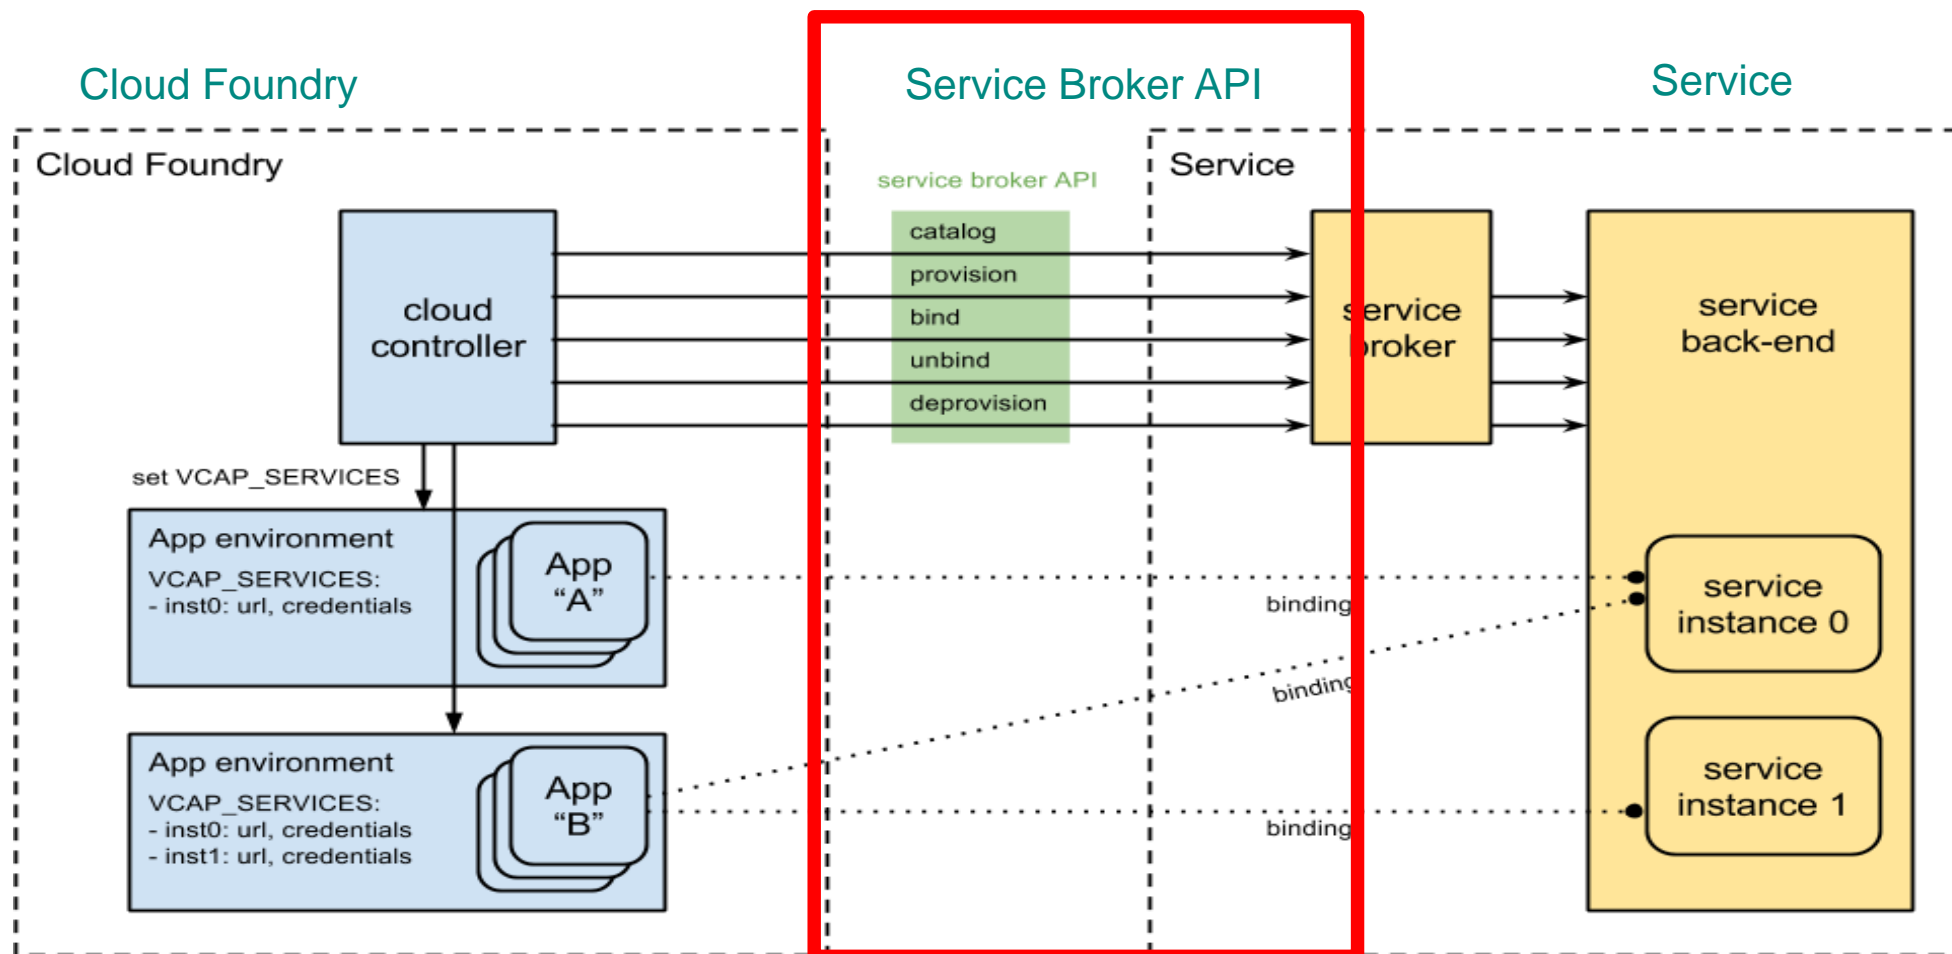 Cloud Foundry
Service Broker API
Service
Cloud Foundry
service broker API
Service
catalog
provision
bind
unbind
deprovision
cloud
controller
service
broker
service
back-end
set VCAP_SERVICES
App environment
VCAP_SERVICES:
- inst0: url, credentials
App
“A”
binding
service
instance 0
binding
App environment
VCAP_SERVICES:
- inst0: url, credentials
- inst1: url, credentials
App
“B”
binding
service
instance 1